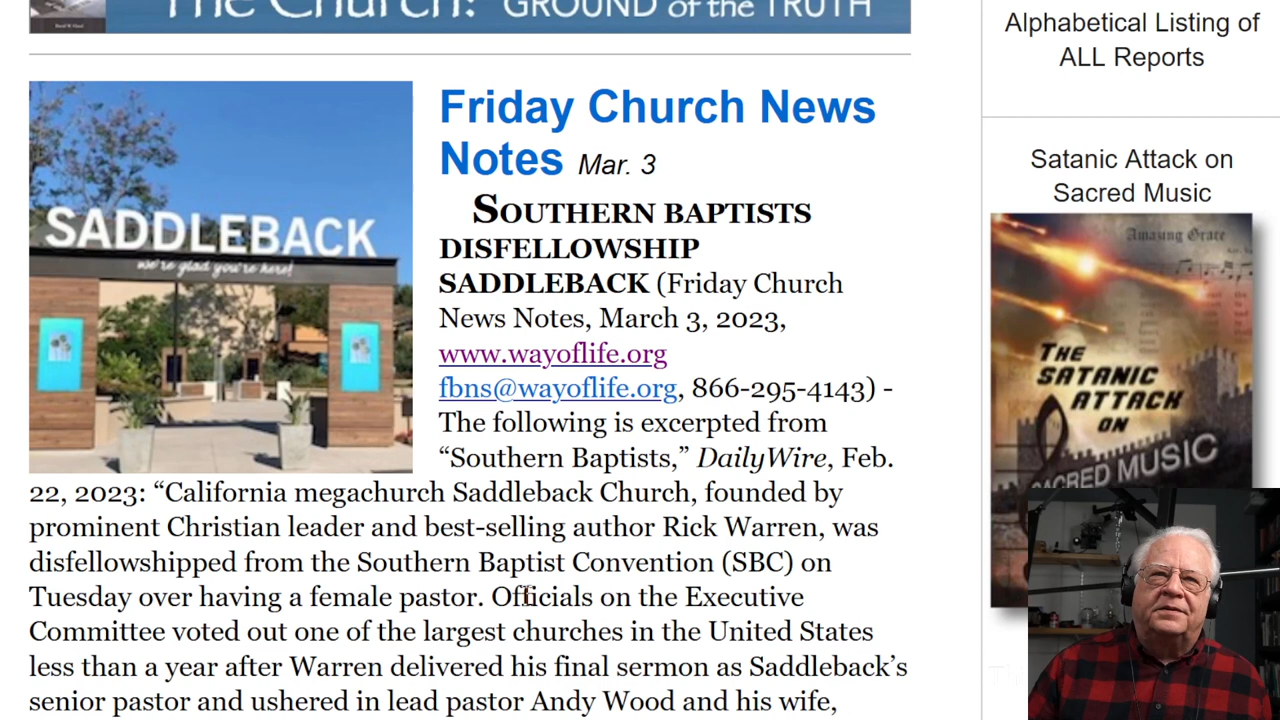 The Church: GROUND of the TRUTH
Alphabetical Listing of
ALL Reports
SADDLEBACK
we're glad you're here!
Friday Church News
Notes Mar. 3
SOUTHERN BAPTISTS
DISFELLOWSHIP
SADDLEBACK (Friday Church
News Notes, March 3, 2023,
www.wayoflife.org
fbns@wayoflife.org, 866-295-4143) -
The following is excerpted from
“Southern Baptists,” DailyWire, Feb.
22, 2023: “California megachurch Saddleback Church, founded by
prominent Christian leader and best-selling author Rick Warren, was
disfellowshipped from the Southern Baptist Convention (SBC) on
Tuesday over having a female pastor. Officials on the Executive
Committee voted out one of the largest churches in the United States
less than a year after Warren delivered his final sermon as Saddleback’s
senior pastor and ushered in lead pastor Andy Wood and his wife,
Satanic Attack on
Sacred Music
Amazing Grace
THE
SATANIC
ATTACK
ON
SACRED MUSIC